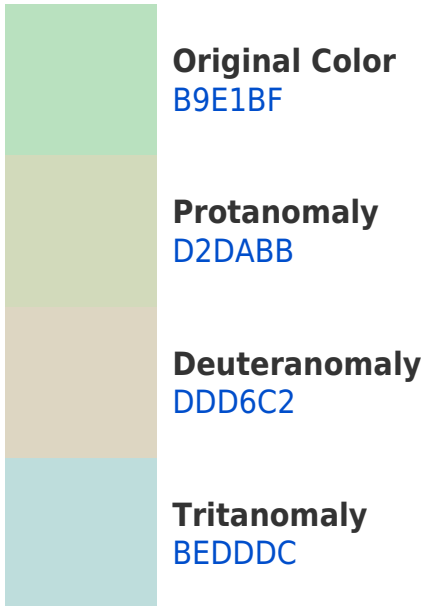 Original Color
B9E1BF
Protanomaly
D2DABB
Deuteranomaly
DDD6C2
Tritanomaly
BEDDDC